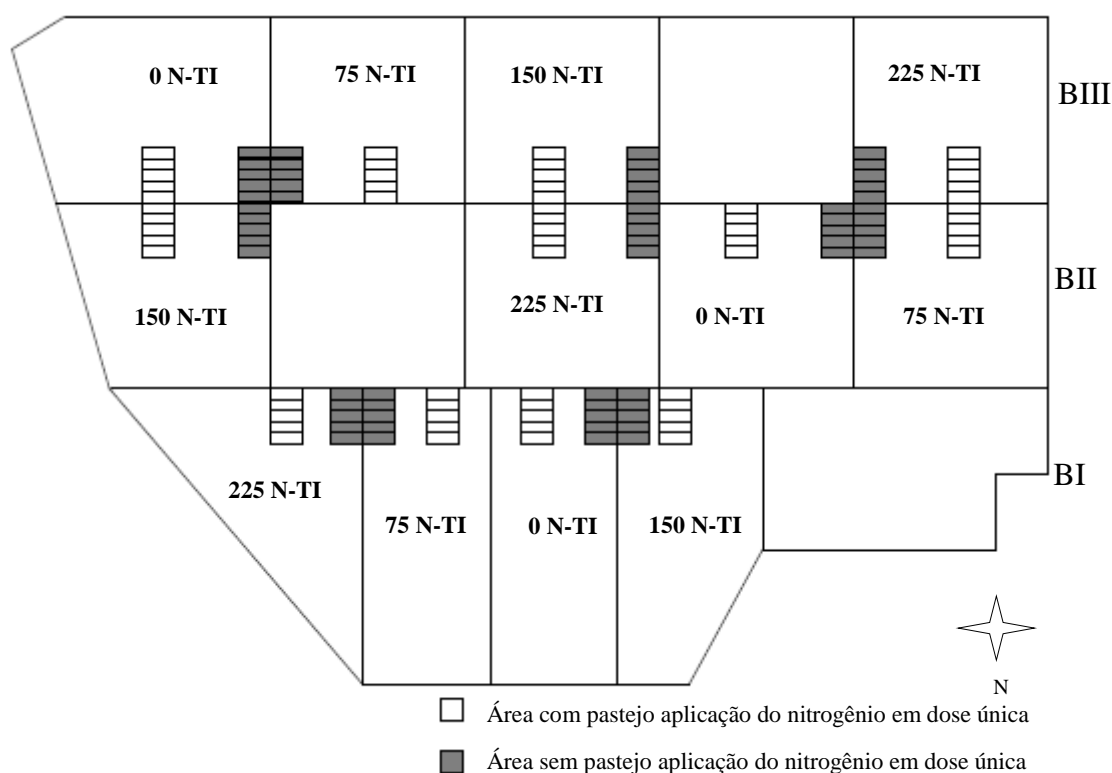 0 N-TI
75 N-TI
150 N-TI
225 N-TI
BIII
150 N-TI
225 N-TI
0 N-TI
75 N-TI
BII
225 N-TI
75 N-TI
0 N-TI
150 N-TI
BI
N
Área com pastejo aplicação do nitrogênio em dose única
Área sem pastejo aplicação do nitrogênio em dose única